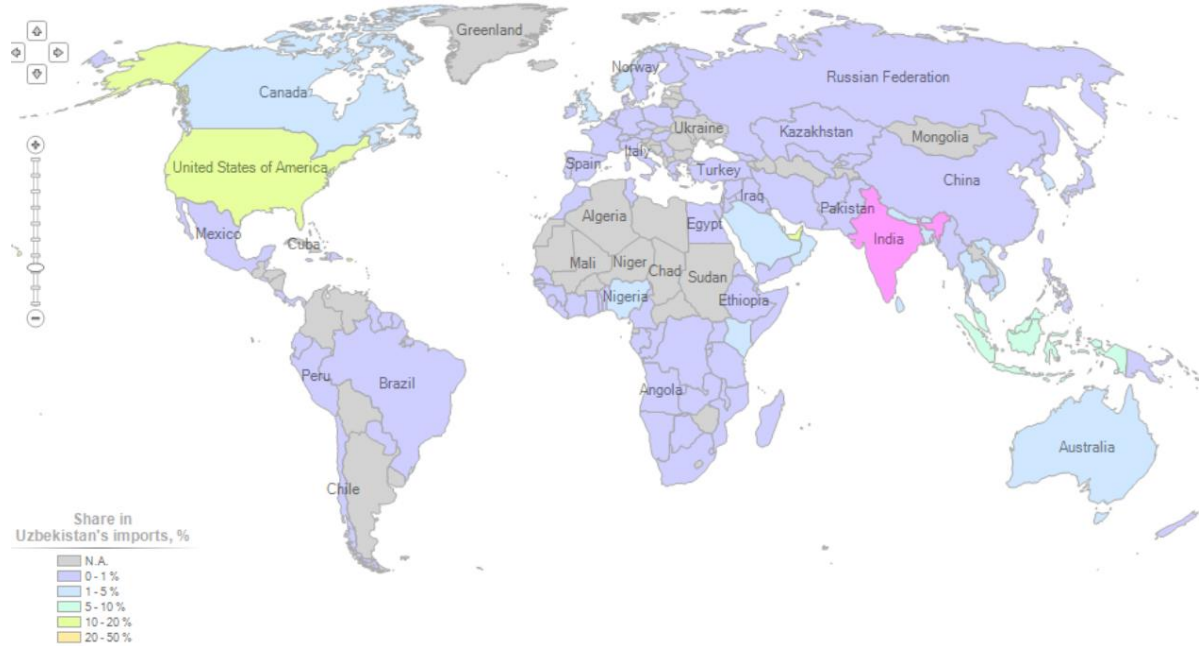 Greenland
Norway
Russian Federation
Canada
Ukraine
Kazakhstan
Mongolia
Italy
Spain
Turkey
United States of America
China
Iraq
Pakistan
Mexico
Cuba
Algeria
Egypt
India
Mali
Niger
Chad
Sudan
Nigeria
Ethiopia
Peru
Brazil
Angola
Australia
Chile
Share in
Uzbekistan's imports, %
N.A.
0 - 1 %
1 - 5 %
5 - 10 %
10 - 20 %
20 - 50 %